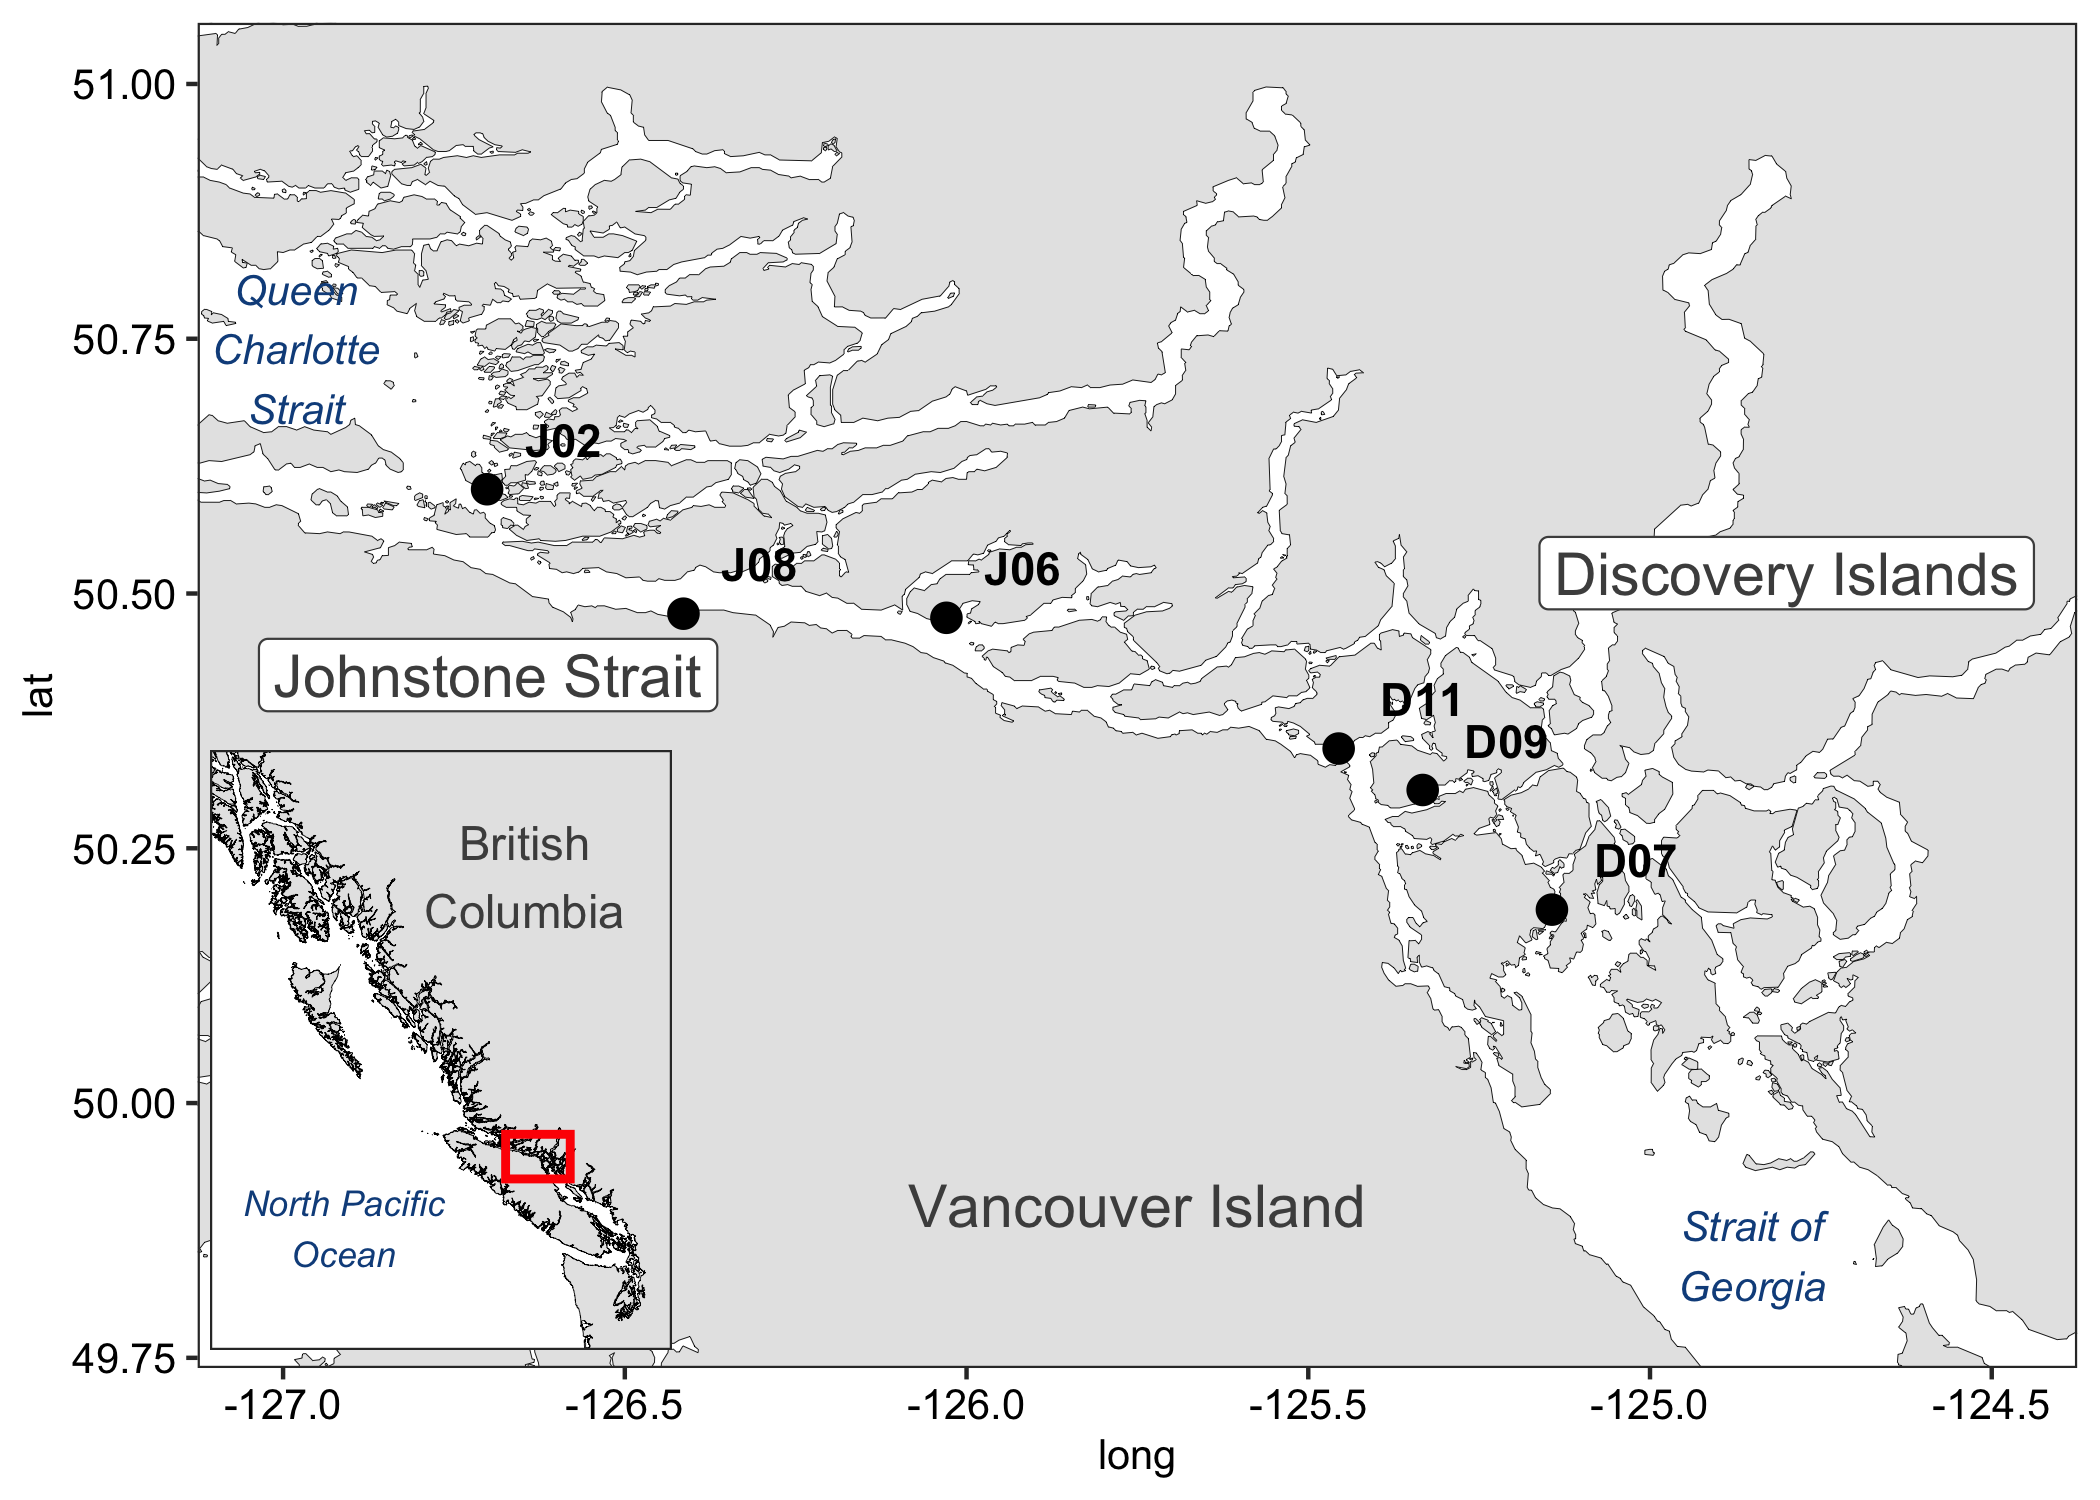 51.00
50.75
50.50
50.25
50.00
49.75
lat
Queen
Charlotte
Strait
J02
J08
J06
Discovery Islands
Johnstone Strait
D11
D09
D07
British
Columbia
North Pacific
Ocean
Vancouver Island
Strait of
Georgia
-127.0
-126.5
-126.0
-125.5
-125.0
-124.5
long